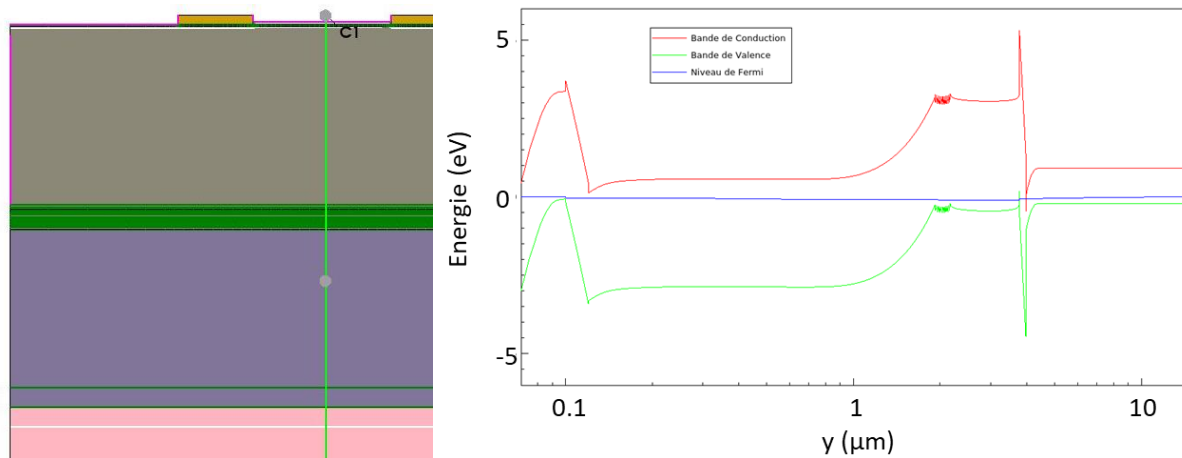 C1
Bande de Conduction
Bande de Valence
Niveau de Fermi
5
0
-5
Energie (eV)
0.1
1
10
y (μm)